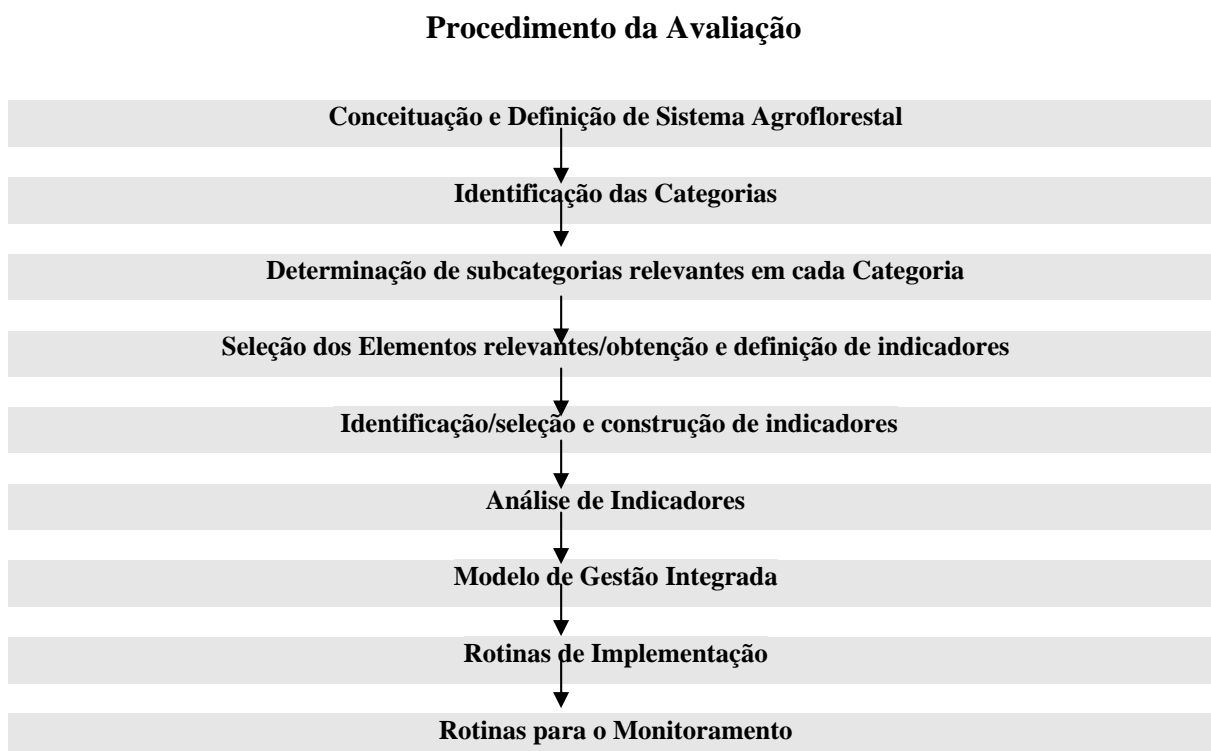 Procedimento da Avaliação
Conceituação e Definição de Sistema Agroflorestal
Identificação das Categorias
Determinação de subcategorias relevantes em cada Categoria
Seleção dos Elementos relevantes/obtenção e definição de indicadores
Identificação/seleção e construção de indicadores
Análise de Indicadores
Modelo de Gestão Integrada
Rotinas de Implementação
Rotinas para o Monitoramento